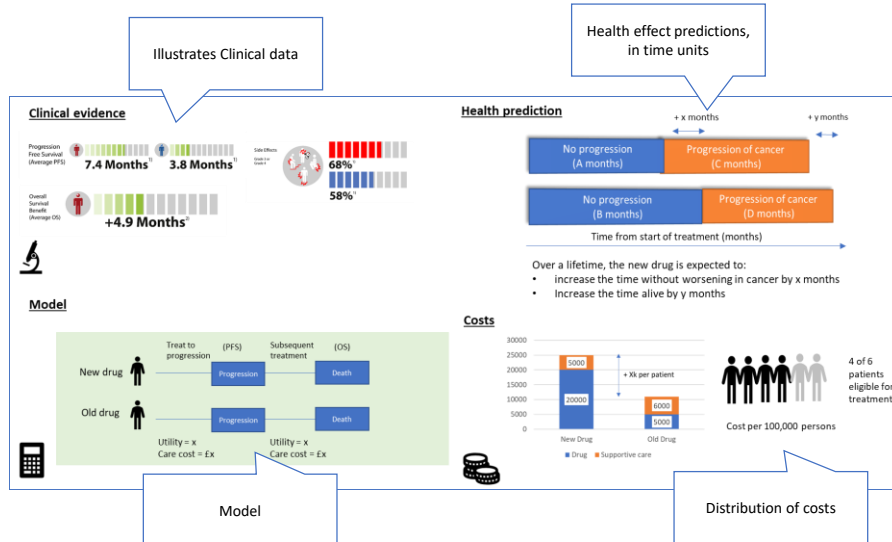 Illustrates Clinical data
Health effect predictions,
in time units
Clinical evidence
Progression
Free Survival
(Average PFS)
7.4 Months¹⁾
3.8 Months¹⁾
Side Effects
68%
58%
Overall
Survival
Benefit
(Average OS)
+4.9 Months
Health prediction
+ x months
+ y months
No progression
(A months)
Progression of cancer
(C months)
No progression
(B months)
Progression of cancer
(D months)
Time from start of treatment (months)
Over a lifetime, the new drug is expected to:
• increase the time without worsening in cancer by x months
• Increase the time alive by y months
Model
Treat to
progression
(PFS)
Subsequent
treatment
(OS)
New drug
Progression
Death
Old drug
Progression
Death
Utility = x
Care cost = £x
Utility = x
Care cost = £x
Costs
30000
25000
20000
15000
10000
5000
0
5000
20000
+ Xk per patient
6000
5000
New Drug
Old Drug
Drug
Supportive care
4 of 6
patients
eligible for
treatment
Cost per 100,000 persons
Model
Distribution of costs